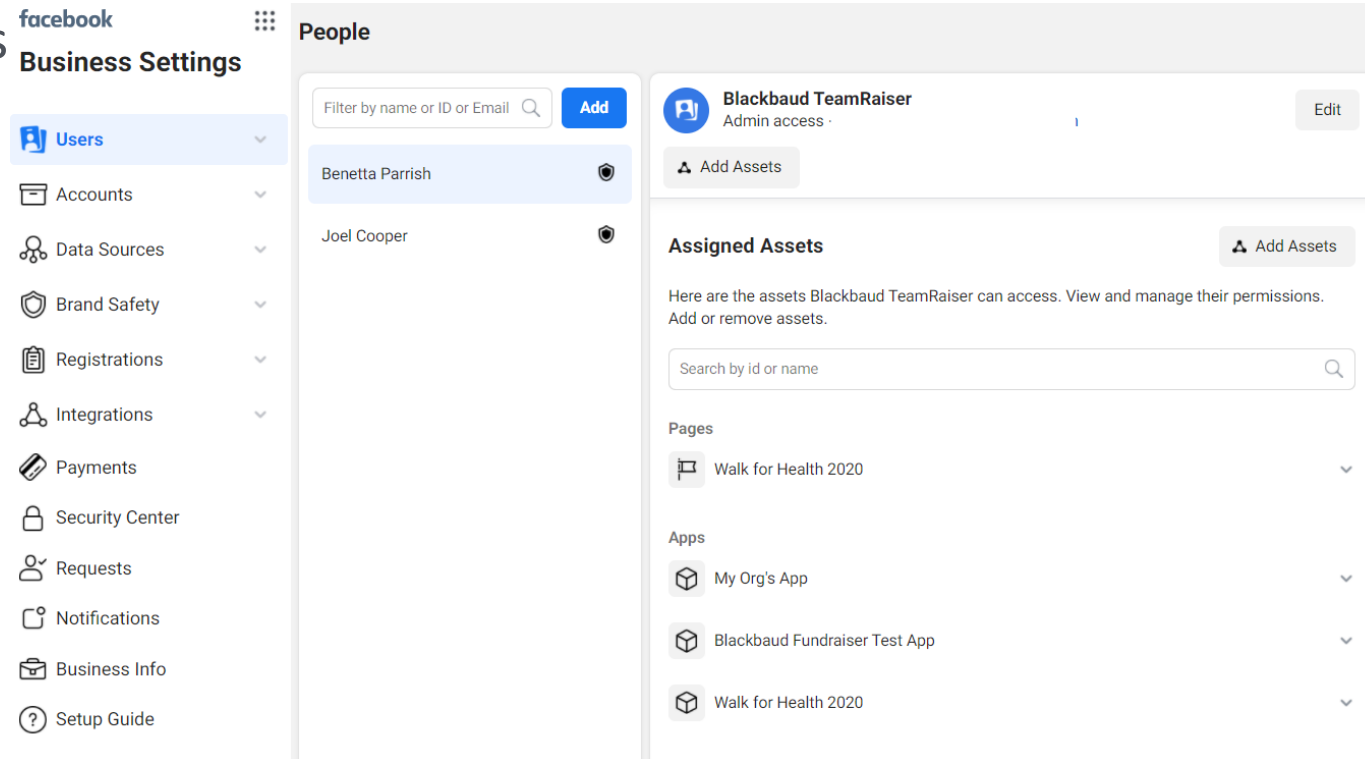 facebook
s
Business Settings
Users
Accounts
Data Sources
Brand Safety
Registrations
Integrations
Payments
Security Center
Requests
Notifications
Business Info
? Setup Guide
People
Filter by name or ID or Email
Add
Benetta Parrish
Joel Cooper
Blackbaud TeamRaiser
Admin access ·
Edit
Add Assets
Assigned Assets
Add Assets
Here are the assets Blackbaud TeamRaiser can access. View and manage their permissions.
Add or remove assets.
Search by id or name
Pages
Walk for Health 2020
Apps
My Org's App
Blackbaud Fundraiser Test App
Walk for Health 2020